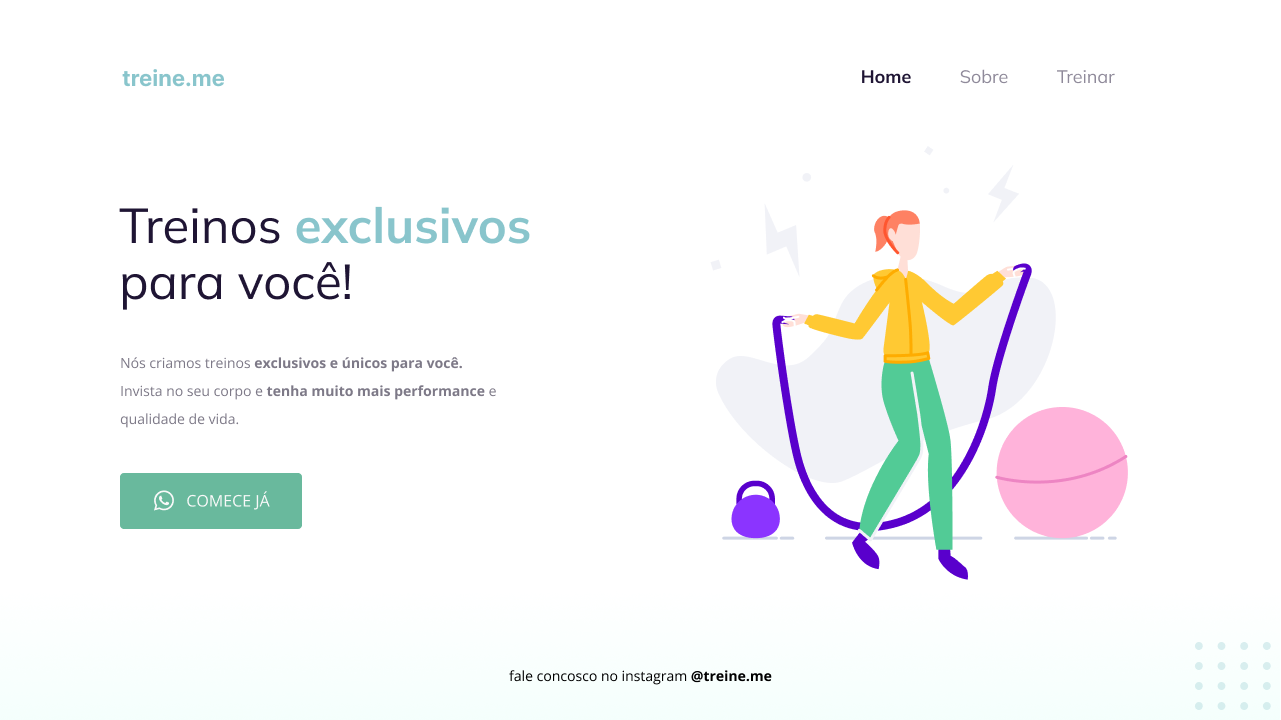 treine.me
Home Sobre Treinar
Treinos exclusivos
para você!
Nós criamos treinos exclusivos e únicos para você.
Invista no seu corpo e tenha muito mais performance e
qualidade de vida.
COMECE JÁ
fale concosco no instagram @treine.me